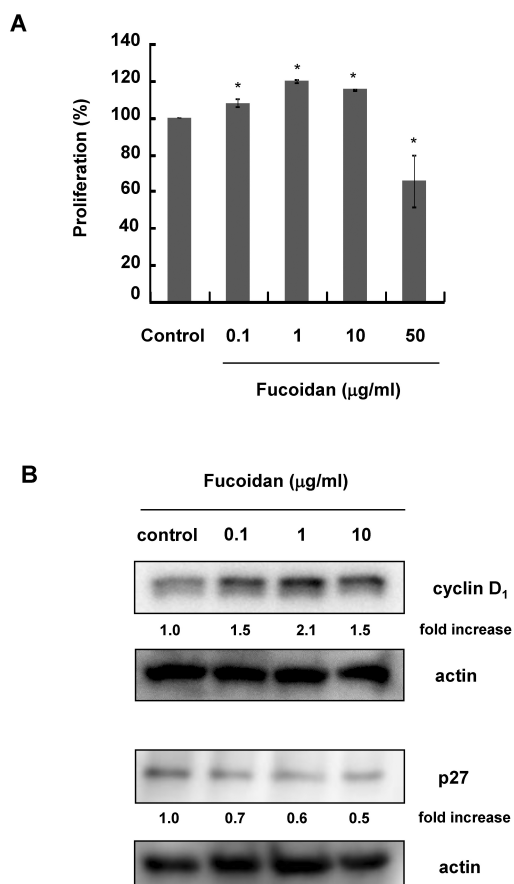 A
140
120
100
80
60
40
20
0
Proliferation (%)
*
*
*
*
Control 0.1 1 10 50
Fucoidan (μg/ml)
B
Fucoidan (μg/ml)
control 0.1 1 10
cyclin D1
1.0 1.5 2.1 1.5 fold increase
actin
p27
1.0 0.7 0.6 0.5 fold increase
actin